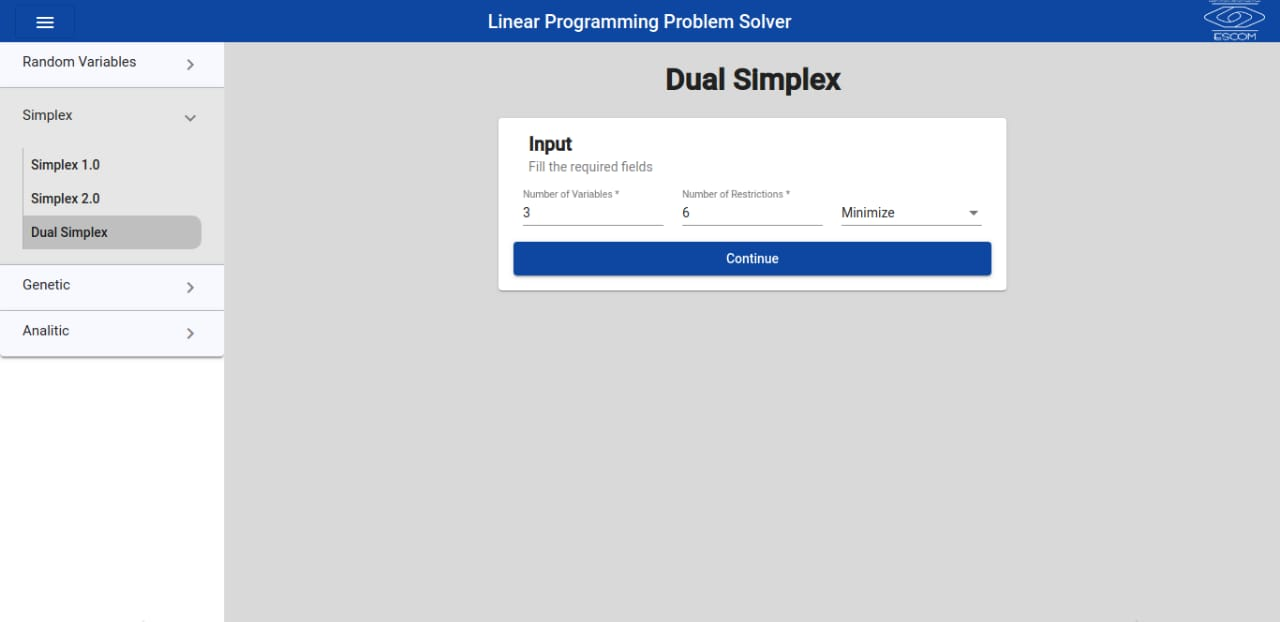 Linear Programming Problem Solver
ESCOM
Random Variables
Simplex
Simplex 1.0
Simplex 2.0
Dual Simplex
Genetic
Analitic
Dual Simplex
Input
Fill the required fields
Number of Variables * Number of Restrictions *
3 6 Minimize
Continue